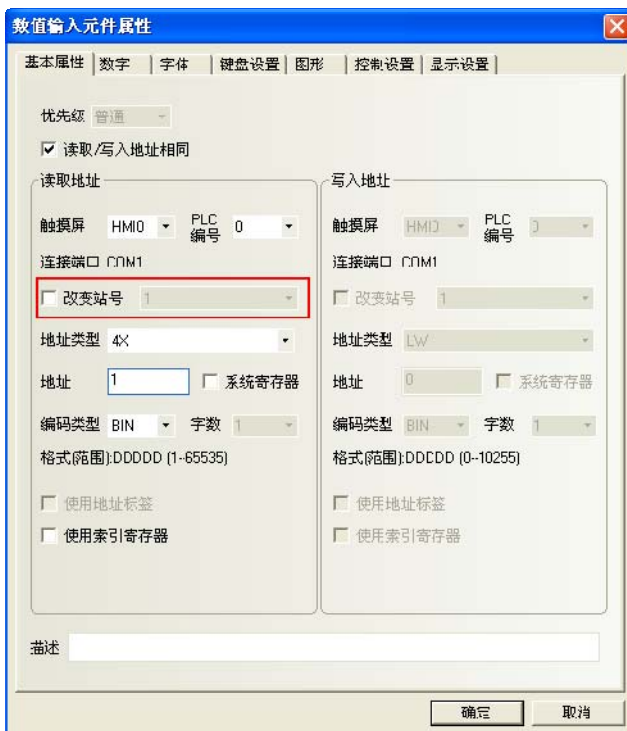 数值输入元件属性
基本属性 数字 字体 键盘设置 图形 控制设置 显示设置
优先级 普通
读取/写入地址相同
读取地址
触摸屏 HMI0 PLC编号 0
连接端口 COM1
改变站号 1
地址类型 4X
地址 1 系统寄存器
编码类型 BIN 字数 1
格式(范围):DDDDD (1--65535)
使用地址标签
使用索引寄存器
写入地址
触摸屏 HMI0 PLC编号 0
连接端口 COM1
改变站号 1
地址类型 LW
地址 0 系统寄存器
编码类型 BIN 字数 1
格式(范围):DDDDD (0--10255)
使用地址标签
使用索引寄存器
描述
确定 取消